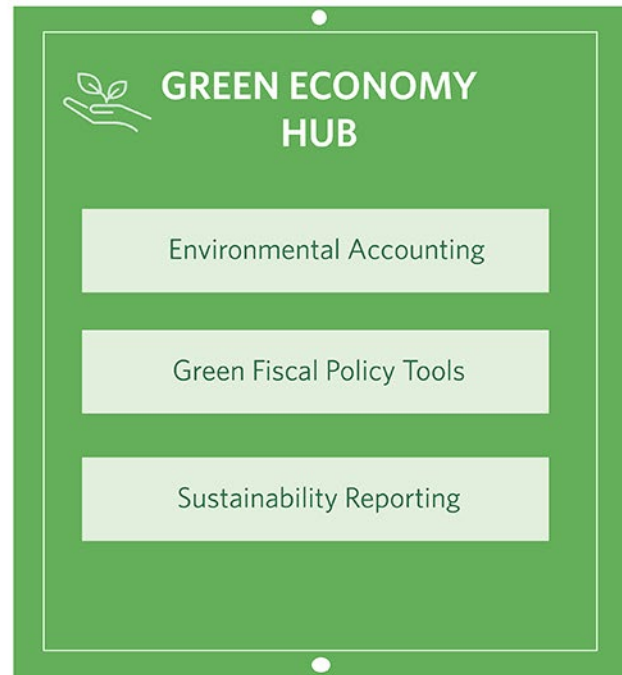 GREEN ECONOMY
HUB
Environmental Accounting
Green Fiscal Policy Tools
Sustainability Reporting